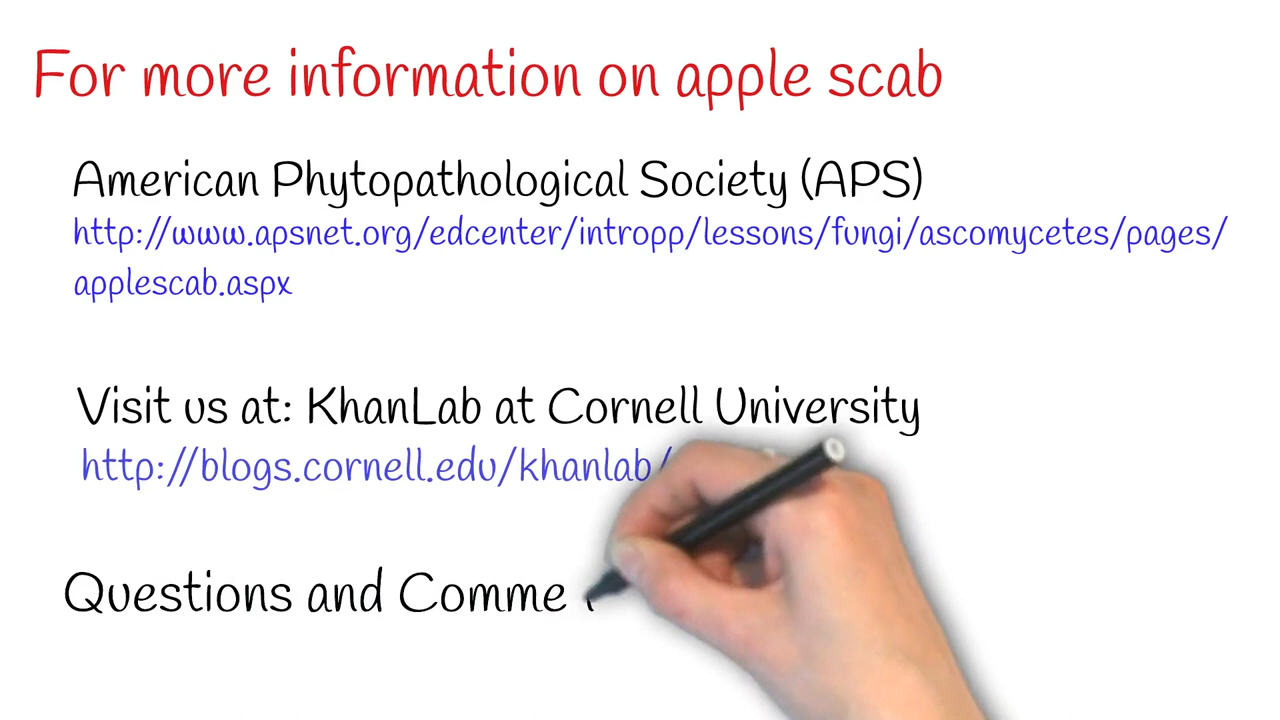 For more information on apple scab
American Phytopathological Society (APS)
http://www.apsnet.org/edcenter/intropp/lessons/fungi/ascomycetes/pages/
applescab.aspx
Visit us at: KhanLab at Cornell University
http://blogs.cornell.edu/khanlab/
Questions and Comme